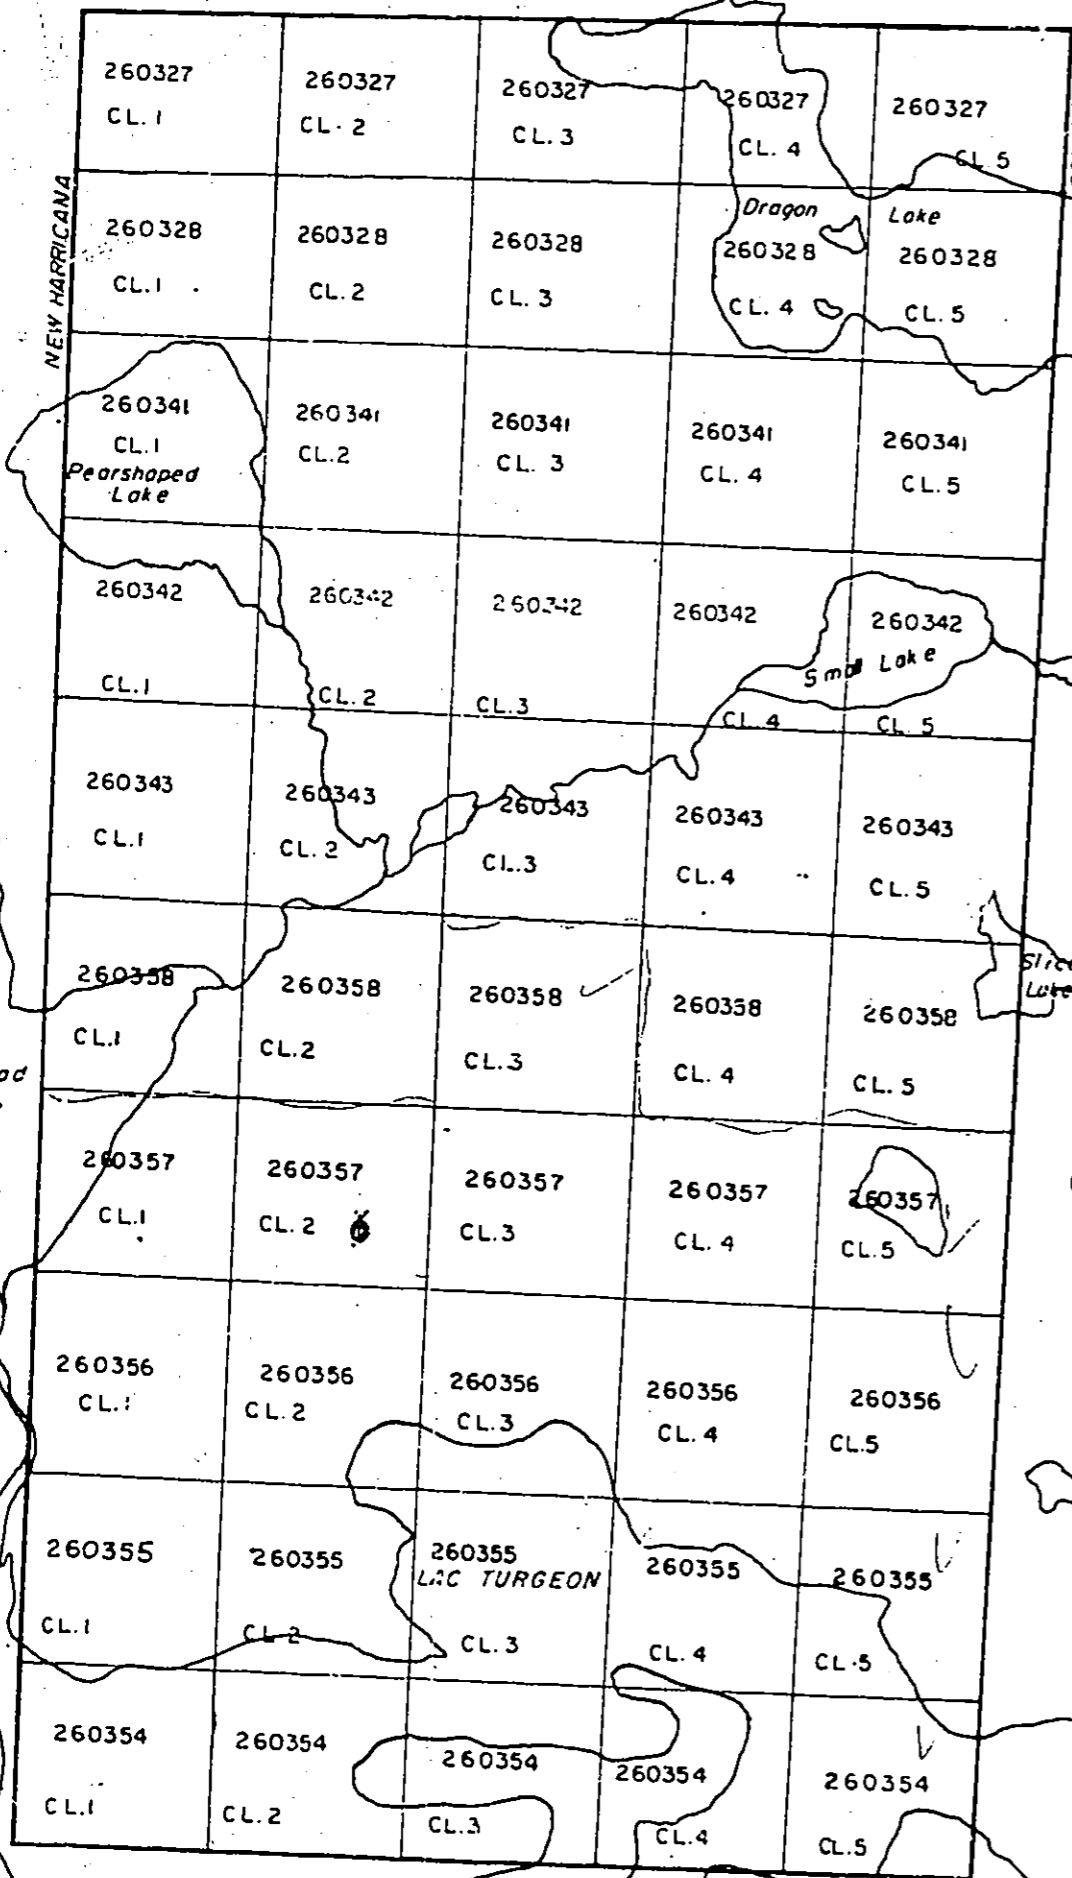 260327 260327 260327 260327 260327
CL. 1 CL. 2 CL. 3 CL. 4 CL 5
NEW HARRICANA
Dragon Lake
260328 260328 260328 260328 260328
CL. 1 CL. 2 CL. 3 CL. 4 CL. 5
260341 260341 260341 260341 260341
CL. 1 CL. 2 CL. 3 CL. 4 CL. 5
Pearshaped
Lake
260342 260342 260342 260342 260342
Small Lake
CL. 1 CL. 2 CL. 3 CL. 4 CL. 5
260343 260343 260343 260343 260343
CL. 1 CL. 2 CL. 3 CL. 4 CL. 5
260358 260358 260358 260358 260358
Lake
CL. 1 CL. 2 CL. 3 CL. 4 CL. 5
ad
260357 260357 260357 260357 260357
CL. 1 CL. 2 CL. 3 CL. 4 CL. 5
260356 260356 260356 260356 260356
CL. 1 CL. 2 CL. 3 CL. 4 CL. 5
260355 260355 260355 260355 260355
LAC TURGEON
CL. 1 CL 2 CL. 3 CL. 4 CL. 5
260354 260354 260354 260354 260354
CL. 1 CL. 2 CL. 3 CL. 4 CL. 5